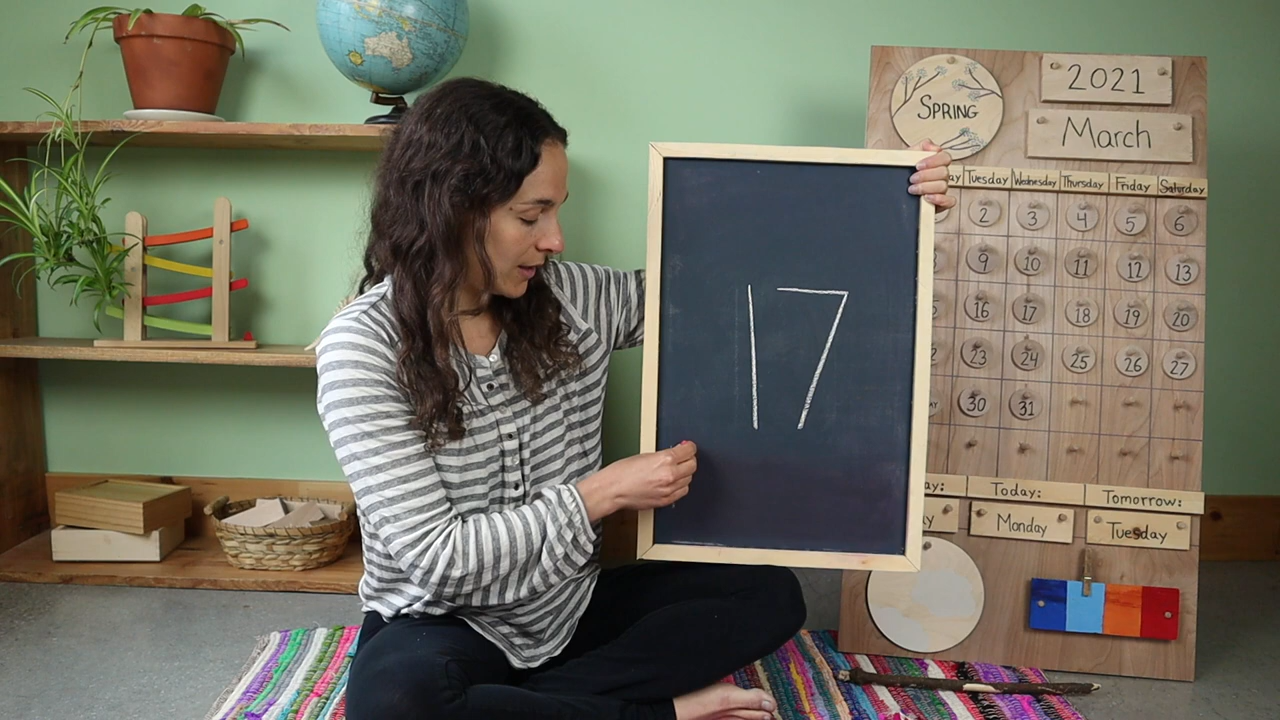 17
SPRING
2021
March
Tuesday Wednesday Thursday Friday Saturday
2 3 4 5 6
9 10 11 12 13
16 17 18 19 20
23 24 25 26 27
30 31
Today: Tomorrow:
Monday Tuesday